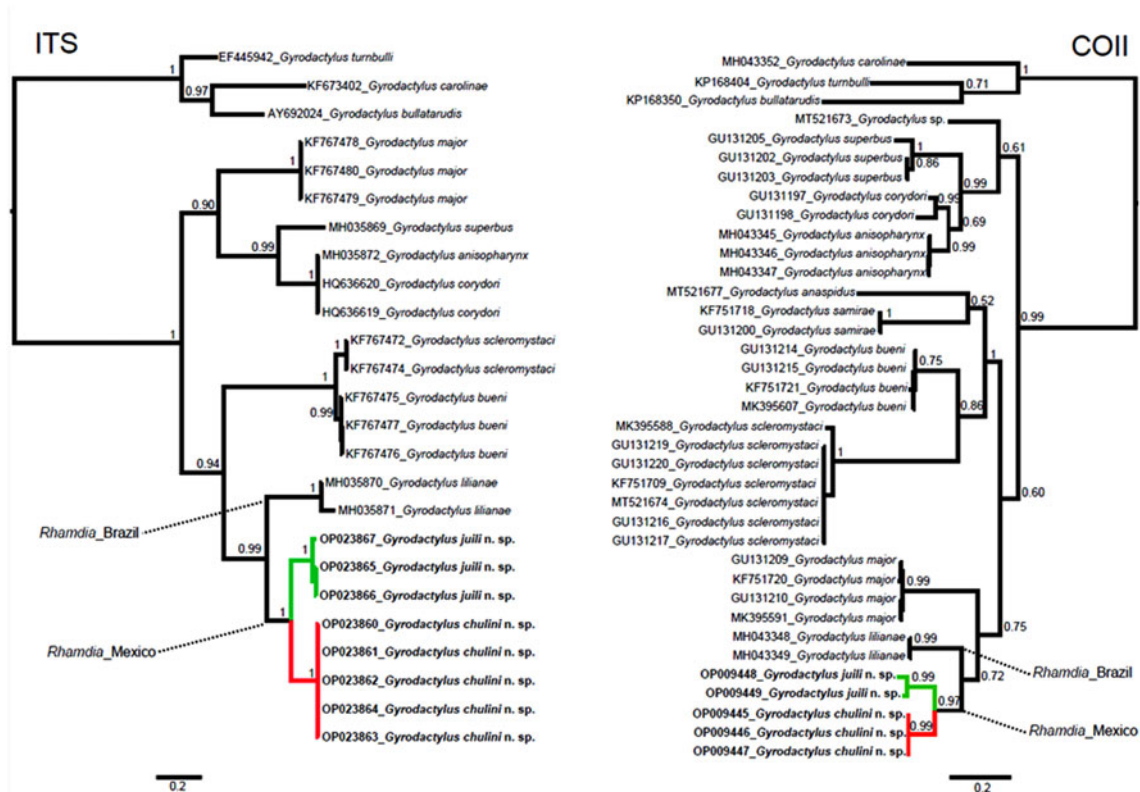 ITS
EF445942_Gyrodactylus turnbulli
1
0.97
KF673402_Gyrodactylus carolinae
AY692024_Gyrodactylus bullatarudis
KF767478_Gyrodactylus major
1
KF767480_Gyrodactylus major
KF767479_Gyrodactylus major
0.90
MH035869_Gyrodactylus superbus
0.99
MH035872_Gyrodactylus anisopharynx
1
HQ636620_Gyrodactylus corydori
HQ636619_Gyrodactylus corydori
1
KF767472_Gyrodactylus scleromystaci
1
KF767474_Gyrodactylus scleromystaci
KF767475_Gyrodactylus bueni
0.99
KF767477_Gyrodactylus bueni
KF767476_Gyrodactylus bueni
0.94
MH035870_Gyrodactylus lilianae
1
MH035871_Gyrodactylus lilianae
Rhamdia_Brazil
0.99
OP023867_Gyrodactylus juili n. sp.
1
OP023865_Gyrodactylus juili n. sp.
OP023866_Gyrodactylus juili n. sp.
1
OP023860_Gyrodactylus chulini n. sp.
Rhamdia_Mexico
OP023861_Gyrodactylus chulini n. sp.
1
OP023862_Gyrodactylus chulini n. sp.
OP023864_Gyrodactylus chulini n. sp.
OP023863_Gyrodactylus chulini n. sp.
0.2
COII
MH043352_Gyrodactylus carolinae
1
KP168404_Gyrodactylus turnbulli
0.71
KP168350_Gyrodactylus bullatarudis
MT521673_Gyrodactylus sp.
0.61
GU131205_Gyrodactylus superbus
1
GU131202_Gyrodactylus superbus
0.86
GU131203_Gyrodactylus superbus
0.99
GU131197_Gyrodactylus corydori
0.99
GU131198_Gyrodactylus corydori
0.69
MH043345_Gyrodactylus anisopharynx
MH043346_Gyrodactylus anisopharynx
0.99
MH043347_Gyrodactylus anisopharynx
MT521677_Gyrodactylus anaspidus
0.52
KF751718_Gyrodactylus samirae
1
GU131200_Gyrodactylus samirae
0.99
GU131214_Gyrodactylus bueni
0.75
1
GU131215_Gyrodactylus bueni
KF751721_Gyrodactylus bueni
MK395607_Gyrodactylus bueni
0.86
MK395588_Gyrodactylus scleromystaci
GU131219_Gyrodactylus scleromystaci
1
GU131220_Gyrodactylus scleromystaci
KF751709_Gyrodactylus scleromystaci
MT521674_Gyrodactylus scleromystaci
0.60
GU131216_Gyrodactylus scleromystaci
GU131217_Gyrodactylus scleromystaci
GU131209_Gyrodactylus major
KF751720_Gyrodactylus major
0.99
GU131210_Gyrodactylus major
MK395591_Gyrodactylus major
0.75
MH043348_Gyrodactylus lilianae
0.99
MH043349_Gyrodactylus lilianae
0.72
Rhamdia_Brazil
OP009448_Gyrodactylus juili n. sp.
0.99
OP009449_Gyrodactylus juili n. sp.
0.97
OP009445_Gyrodactylus chulini n. sp.
OP009446_Gyrodactylus chulini n. sp.
0.99
Rhamdia_Mexico
OP009447_Gyrodactylus chulini n. sp.
0.2